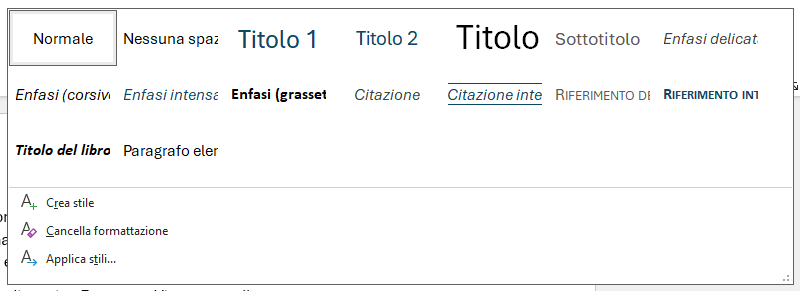 Normale Nessuna spaz Titolo 1 Titolo 2 Titolo Sottotitolo Enfasi delicat
Enfasi (corsivo Enfasi intensa Enfasi (grasset Citazione Citazione inte Riferimento de Riferimento int
Titolo del libro Paragrafo elen
Crea stile
Cancella formattazione
Applica stili...